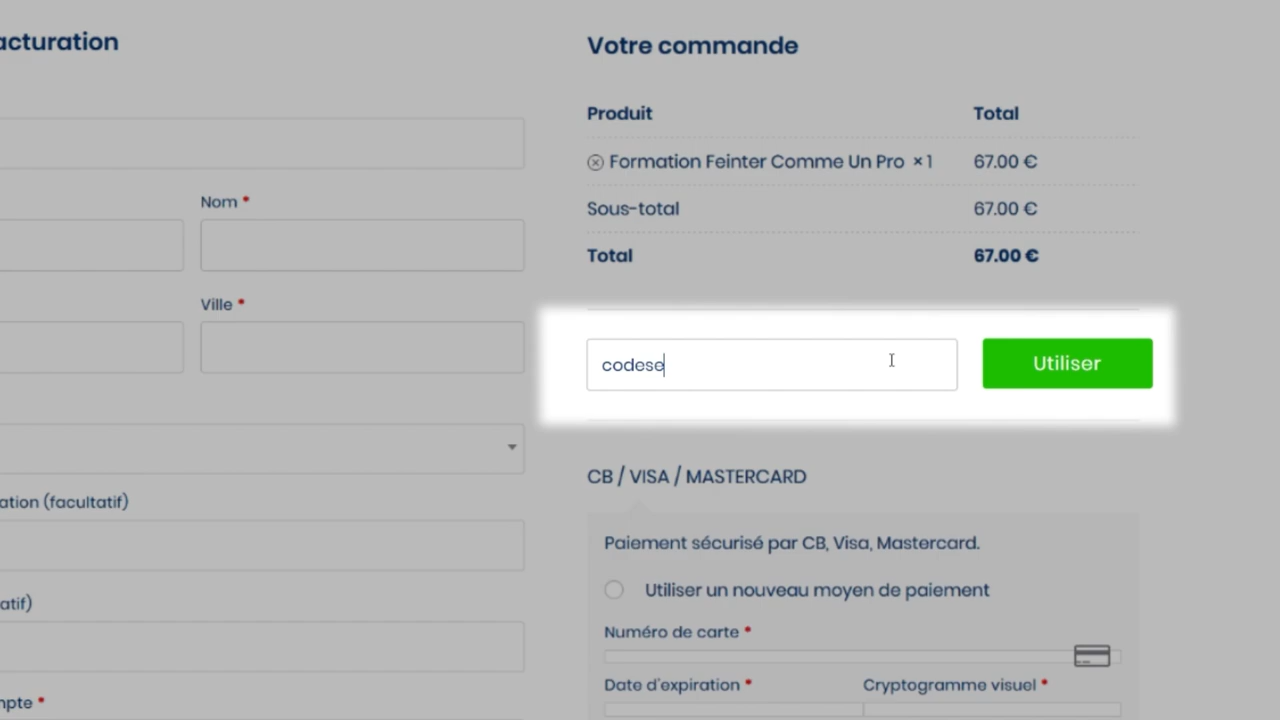 acturation
Nom *
Ville *
ation (facultatif)
atif)
mpte *
Votre commande
Produit Total
Formation Feinter Comme Un Pro × 1 67.00 €
Sous-total 67.00 €
Total 67.00 €
codese
Utiliser
CB / VISA / MASTERCARD
Paiement sécurisé par CB, Visa, Mastercard.
Utiliser un nouveau moyen de paiement
Numéro de carte *
Date d'expiration * Cryptogramme visuel *